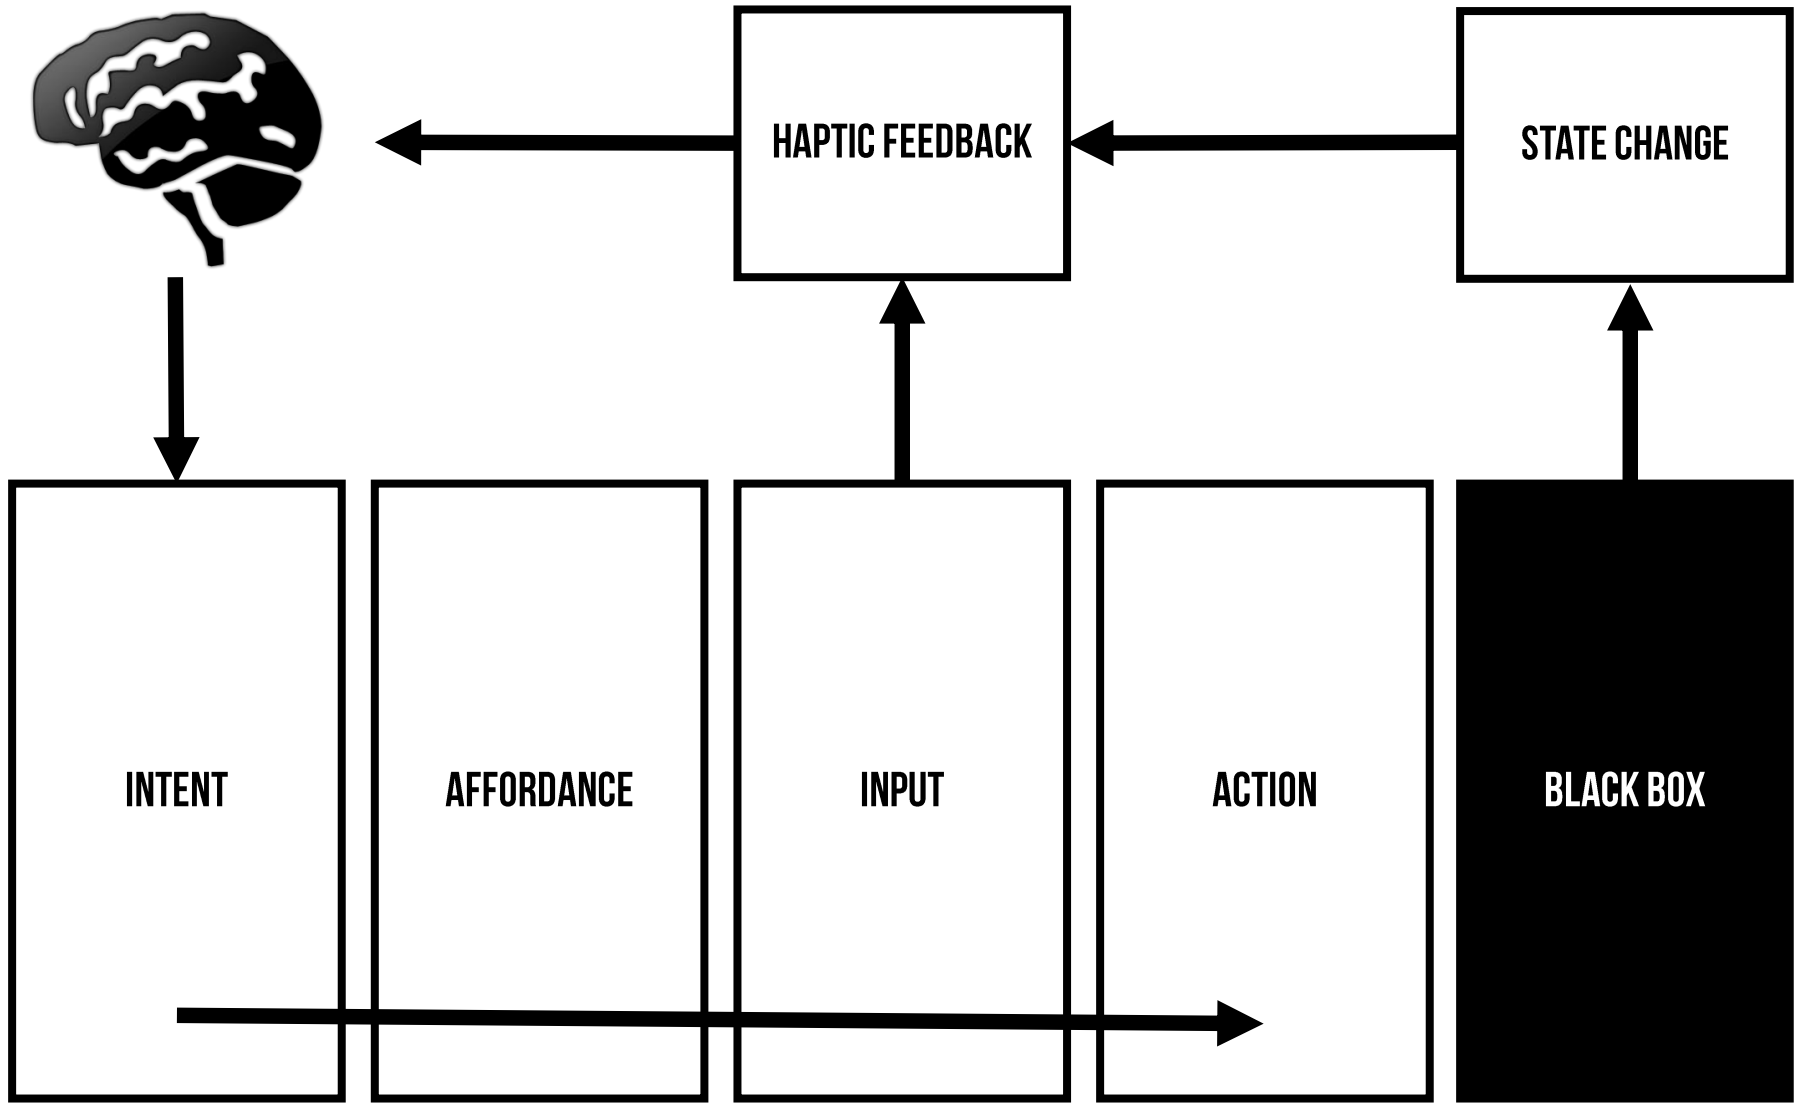 HAPTIC FEEDBACK
STATE CHANGE
INTENT
AFFORDANCE
INPUT
ACTION
BLACK BOX